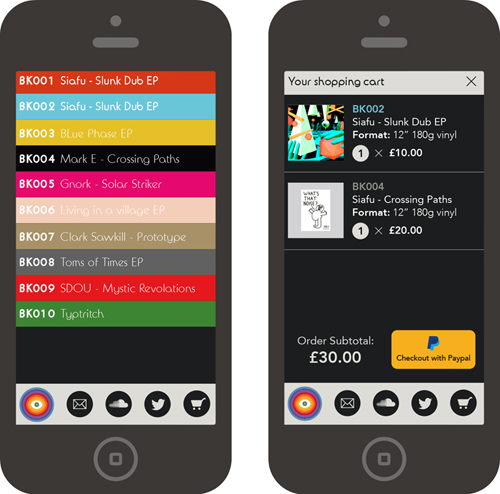 BK001 Siafu - Slunk Dub EP
BK002 Siafu - Slunk Dub EP
BK003 BLue Phase EP
BK004 Mark E - Crossing Paths
BK005 Gnork - Solar Striker
BK006 Living in a village EP
BK007 Clark Sawkill - Prototype
BK008 Toms of Times EP
BK009 SDOU - Mystic Revolations
BK010 Typtritch
Your shopping cart
BK002
Siafu - Slunk Dub EP
Format: 12" 180g vinyl
1 × £10.00
WHAT'S
THAT
NOISE?
BK004
Siafu - Crossing Paths
Format: 12" 180g vinyl
1 × £20.00
Order Subtotal:
£30.00
Checkout with Paypal